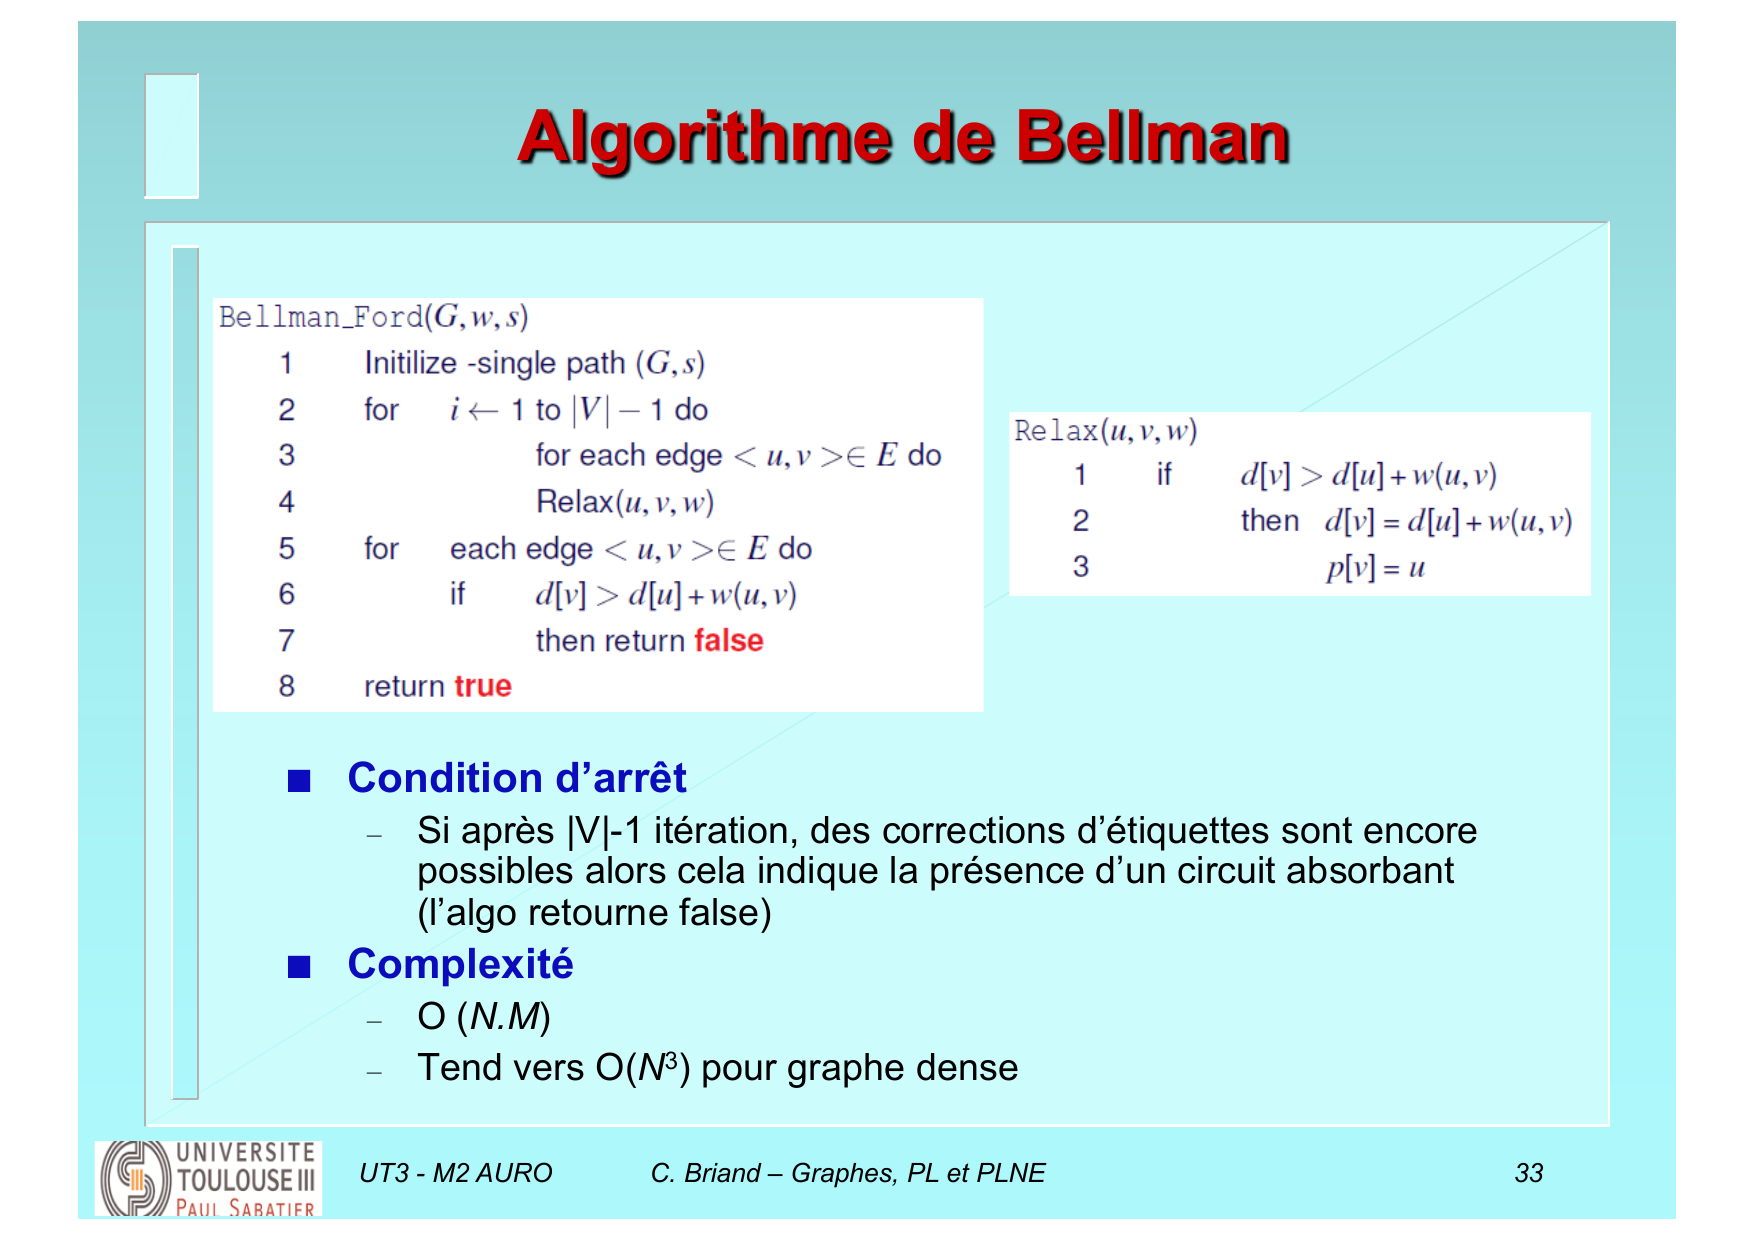 Algorithme de Bellman
Bellman_Ford(G, w, s)
1 Initilize -single path (G, s)
2 for i ← 1 to |V| − 1 do
3 for each edge < u, v >∈ E do
4 Relax(u, v, w)
5 for each edge < u, v >∈ E do
6 if d[v] > d[u] + w(u, v)
7 then return false
8 return true
Relax(u, v, w)
1 if d[v] > d[u] + w(u, v)
2 then d[v] = d[u] + w(u, v)
3 p[v] = u
■ Condition d’arrêt
– Si après |V|-1 itération, des corrections d’étiquettes sont encore
possibles alors cela indique la présence d’un circuit absorbant
(l’algo retourne false)
■ Complexité
– O (N.M)
– Tend vers O(N³) pour graphe dense
UNIVERSITE
TOULOUSE III
PAUL SABATIER
UT3 - M2 AURO C. Briand – Graphes, PL et PLNE 33